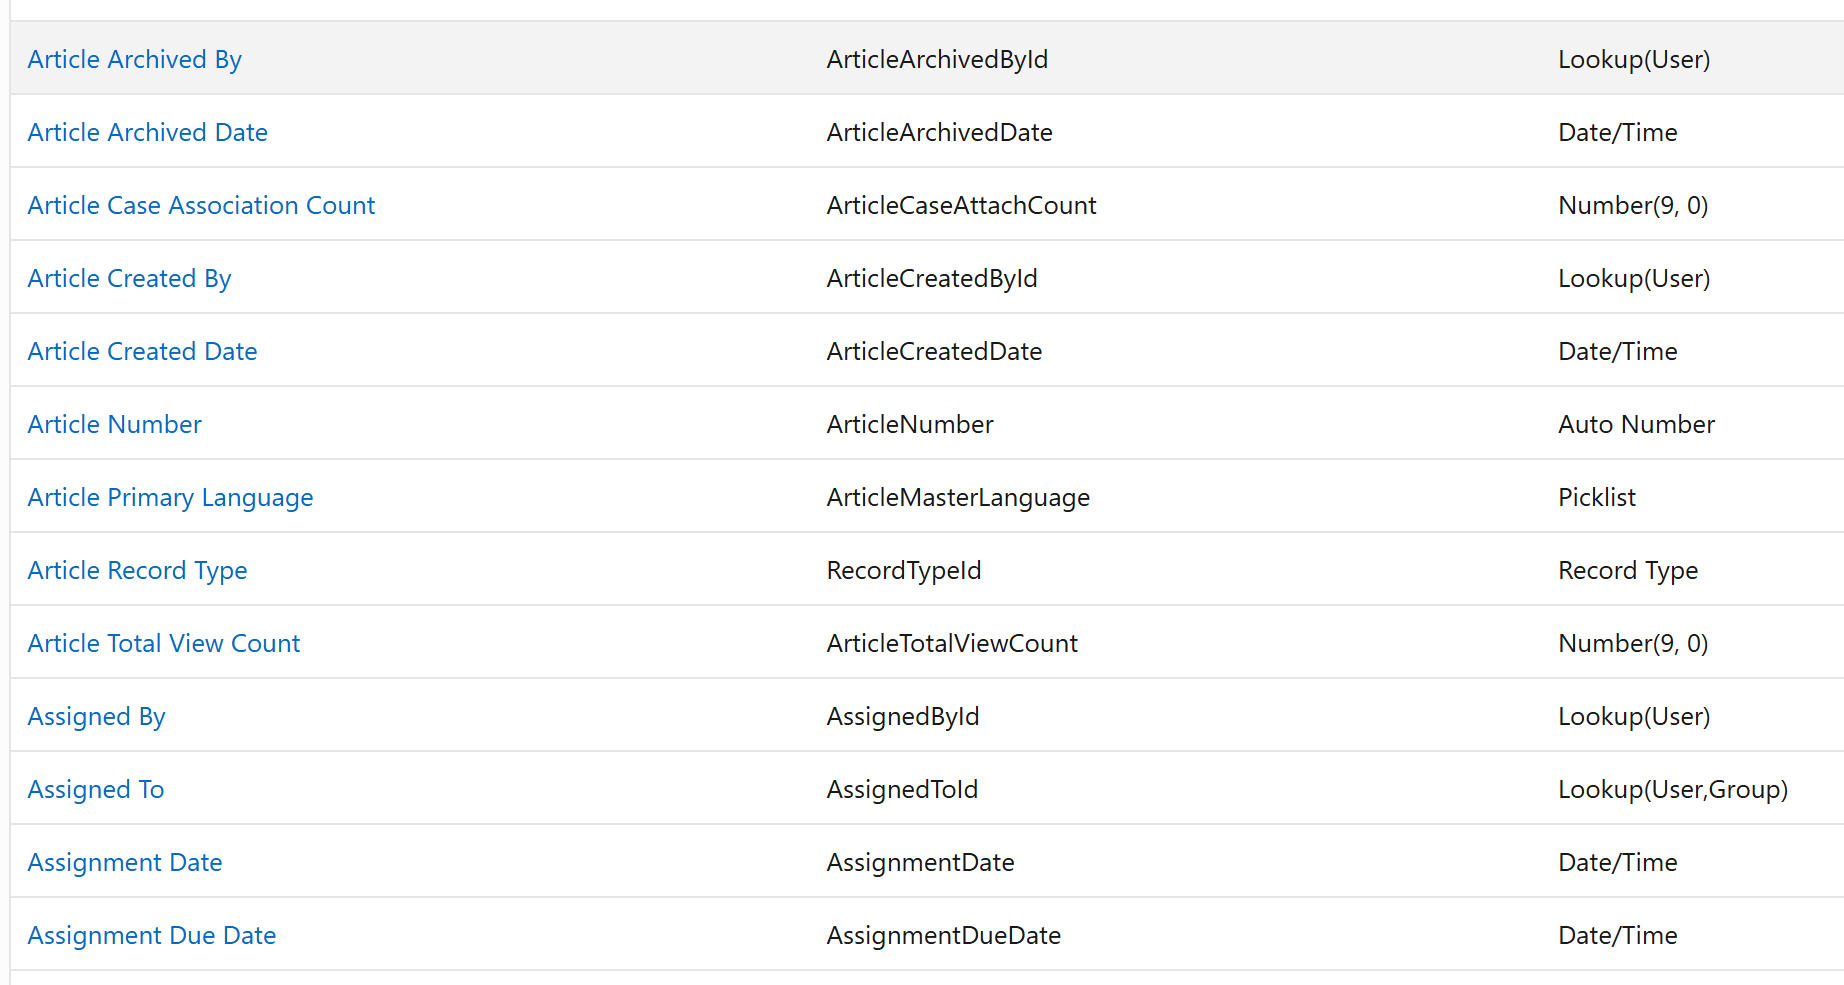 Article Archived By ArticleArchivedById Lookup(User)
Article Archived Date ArticleArchivedDate Date/Time
Article Case Association Count ArticleCaseAttachCount Number(9, 0)
Article Created By ArticleCreatedById Lookup(User)
Article Created Date ArticleCreatedDate Date/Time
Article Number ArticleNumber Auto Number
Article Primary Language ArticleMasterLanguage Picklist
Article Record Type RecordTypeId Record Type
Article Total View Count ArticleTotalViewCount Number(9, 0)
Assigned By AssignedById Lookup(User)
Assigned To AssignedToId Lookup(User,Group)
Assignment Date AssignmentDate Date/Time
Assignment Due Date AssignmentDueDate Date/Time